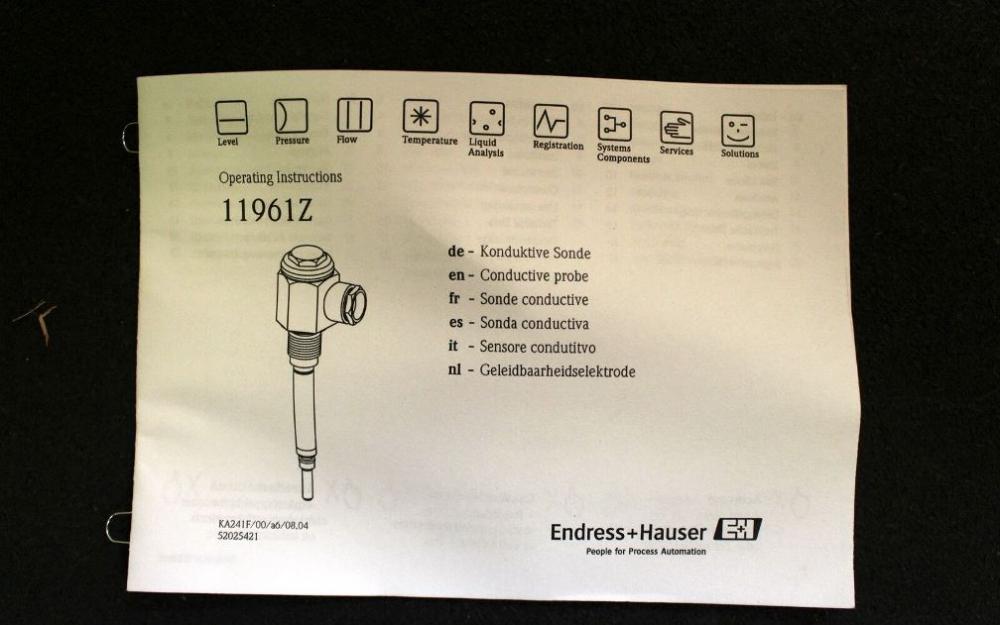 Level
Pressure
Flow
Temperature
Liquid
Analysis
Registration
Systems
Components
Services
Solutions
Operating Instructions
11961Z
de - Konduktive Sonde
en - Conductive probe
fr - Sonde conductive
es - Sonda conductiva
it - Sensore condutitvo
nl - Geleidbaarheidselektrode
KA241F/00/a6/08.04
52025421
Endress+Hauser EH
People for Process Automation